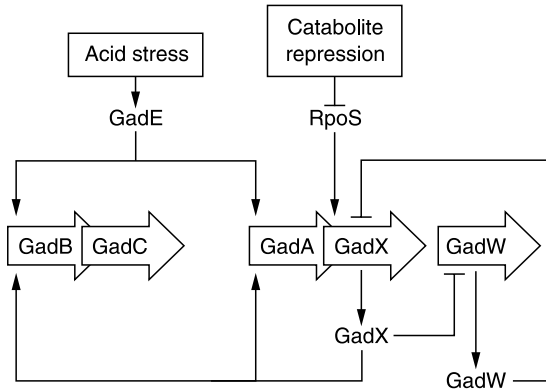 Acid stress
Catabolite
repression
GadE
RpoS
GadB
GadC
GadA
GadX
GadW
GadX
GadW